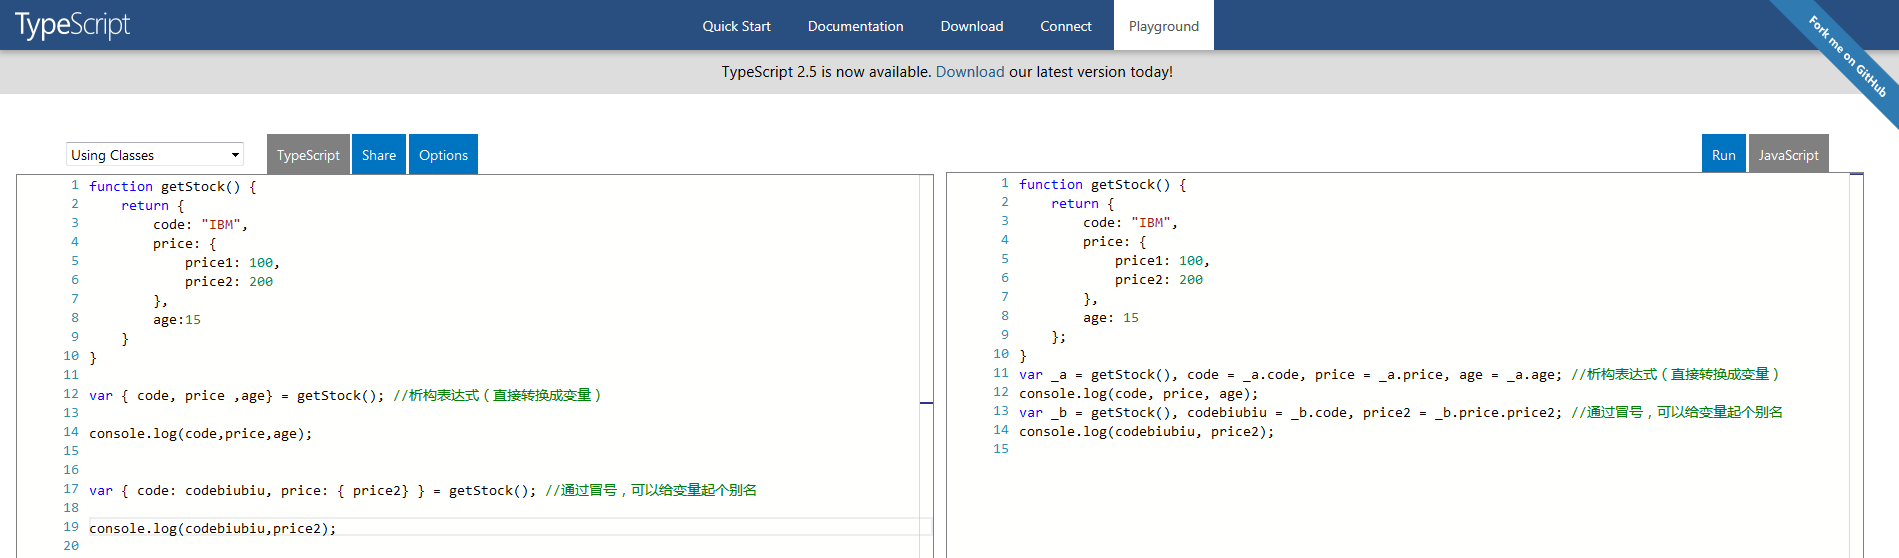 TypeScript
Quick Start Documentation Download Connect Playground
Fork me on GitHub
TypeScript 2.5 is now available. Download our latest version today!
Using Classes TypeScript Share Options
1 function getStock() {
2 return {
3 code: "IBM",
4 price: {
5 price1: 100,
6 price2: 200
7 },
8 age:15
9 }
10 }
11
12 var { code, price ,age} = getStock(); //析构表达式（直接转换成变量）
13
14 console.log(code,price,age);
15
16
17 var { code: codebiubiu, price: { price2} } = getStock(); //通过冒号，可以给变量起个别名
18
19 console.log(codebiubiu,price2);
20
Run JavaScript
1 function getStock() {
2 return {
3 code: "IBM",
4 price: {
5 price1: 100,
6 price2: 200
7 },
8 age: 15
9 };
10 }
11 var _a = getStock(), code = _a.code, price = _a.price, age = _a.age; //析构表达式（直接转换成变量）
12 console.log(code, price, age);
13 var _b = getStock(), codebiubiu = _b.code, price2 = _b.price.price2; //通过冒号，可以给变量起个别名
14 console.log(codebiubiu, price2);
15